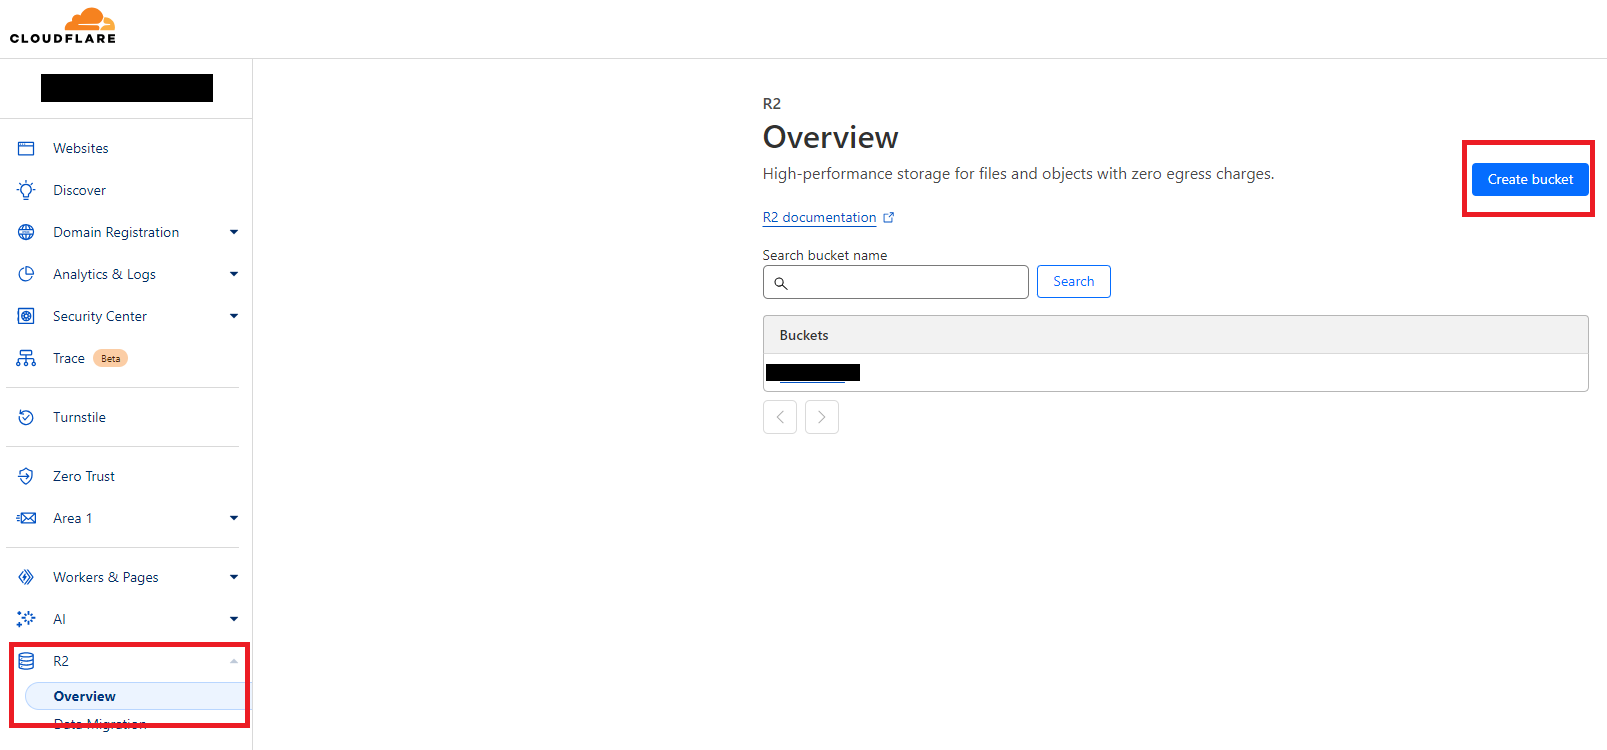 CLOUDFLARE
Websites
Discover
Domain Registration
Analytics & Logs
Security Center
Trace Beta
Turnstile
Zero Trust
Area 1
Workers & Pages
AI
R2
Overview
Data Migration
R2
Overview
High-performance storage for files and objects with zero egress charges.
Create bucket
R2 documentation
Search bucket name
Search
Buckets